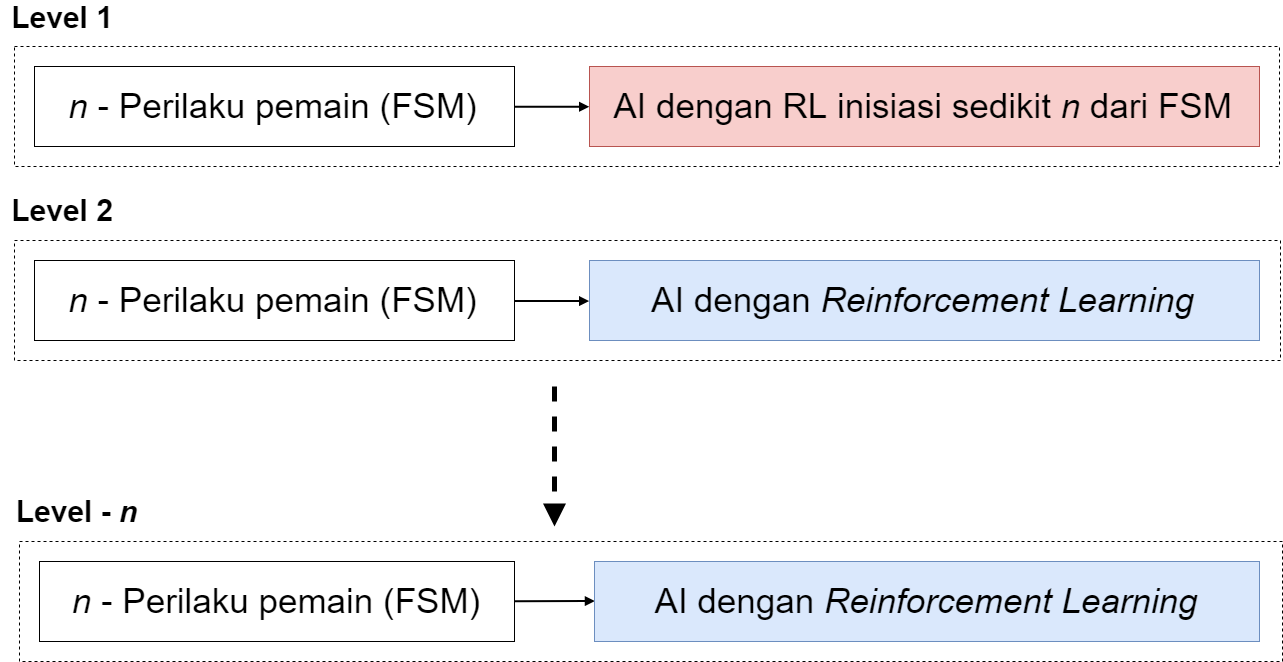 Level 1
n - Perilaku pemain (FSM)
AI dengan RL inisiasi sedikit n dari FSM
Level 2
n - Perilaku pemain (FSM)
AI dengan Reinforcement Learning
Level - n
n - Perilaku pemain (FSM)
AI dengan Reinforcement Learning